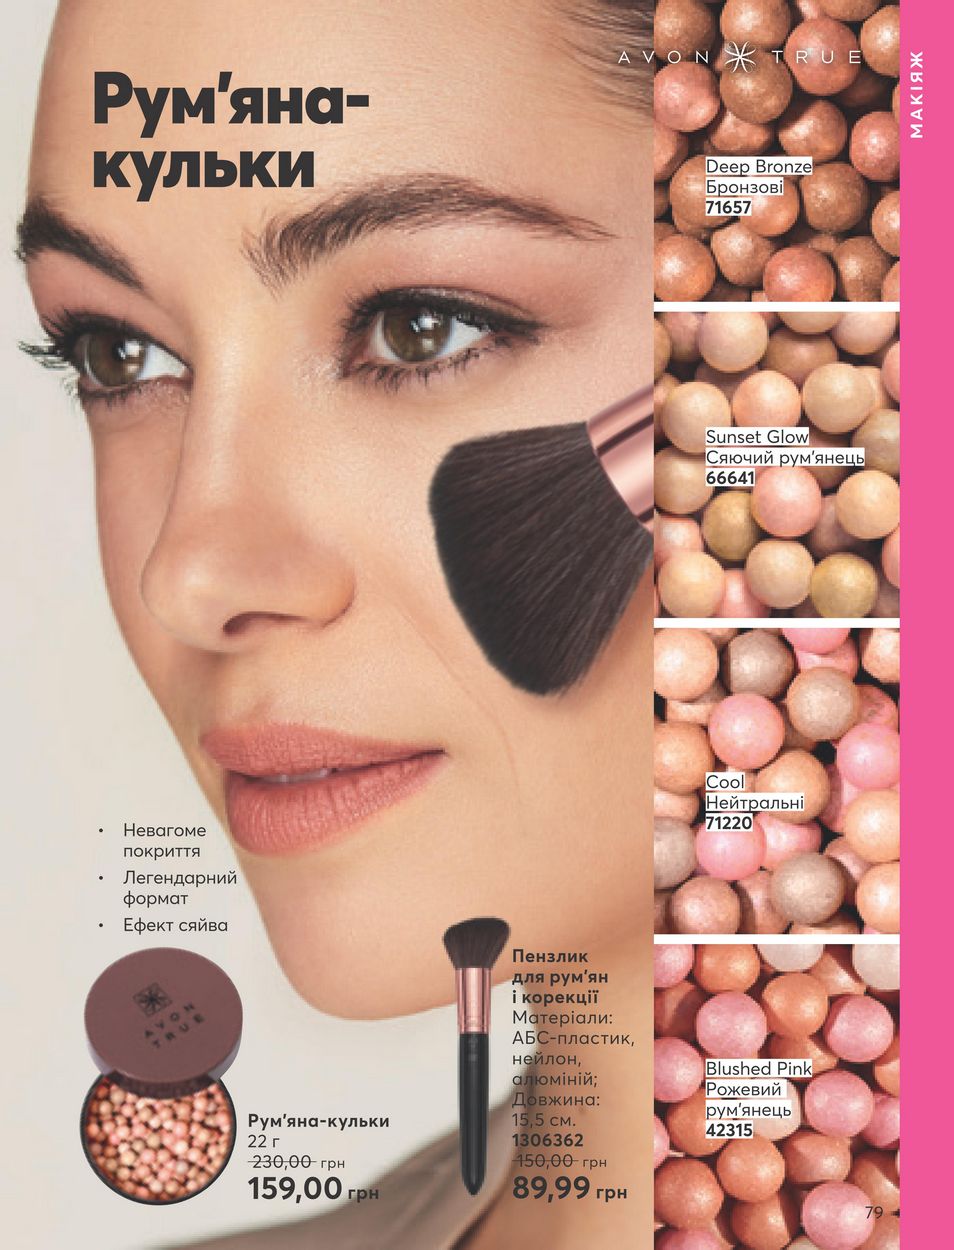 AVON TRUE
МАКІЯЖ
Рум'яна-
кульки
Deep Bronze
Бронзові
71657
Sunset Glow
Сяючий рум'янець
66641
Cool
Нейтральні
71220
Blushed Pink
Рожевий
рум'янець
42315
• Невагоме
покриття
• Легендарний
формат
• Ефект сяйва
AVON
TRUE
Рум'яна-кульки
22 г
230,00 грн
159,00 грн
Пензлик
для рум'ян
і корекції
Матеріали:
АБС-пластик,
нейлон,
алюміній;
Довжина:
15,5 см.
1306362
150,00 грн
89,99 грн
79